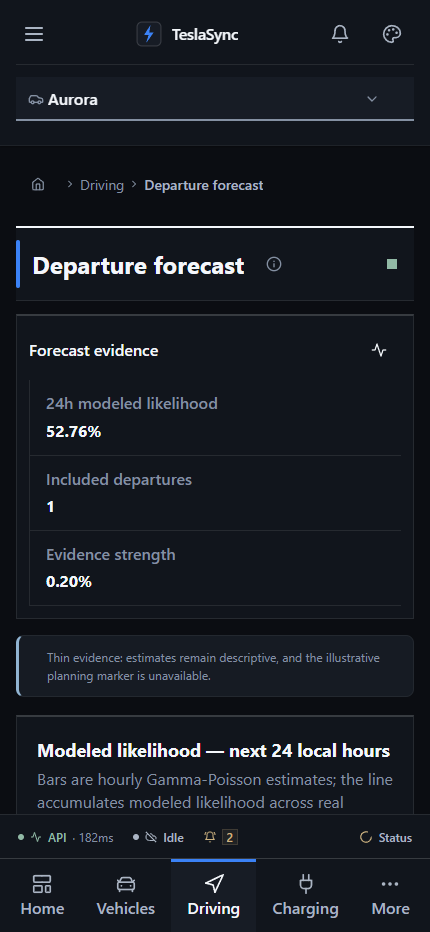 TeslaSync
Aurora
Driving
Departure forecast
Departure forecast
Forecast evidence
24h modeled likelihood
52.76%
Included departures
1
Evidence strength
0.20%
Thin evidence: estimates remain descriptive, and the illustrative
planning marker is unavailable.
Modeled likelihood — next 24 local hours
Bars are hourly Gamma-Poisson estimates; the line
accumulates modeled likelihood across real
API · 182ms Idle 2 Status
Home Vehicles Driving Charging More